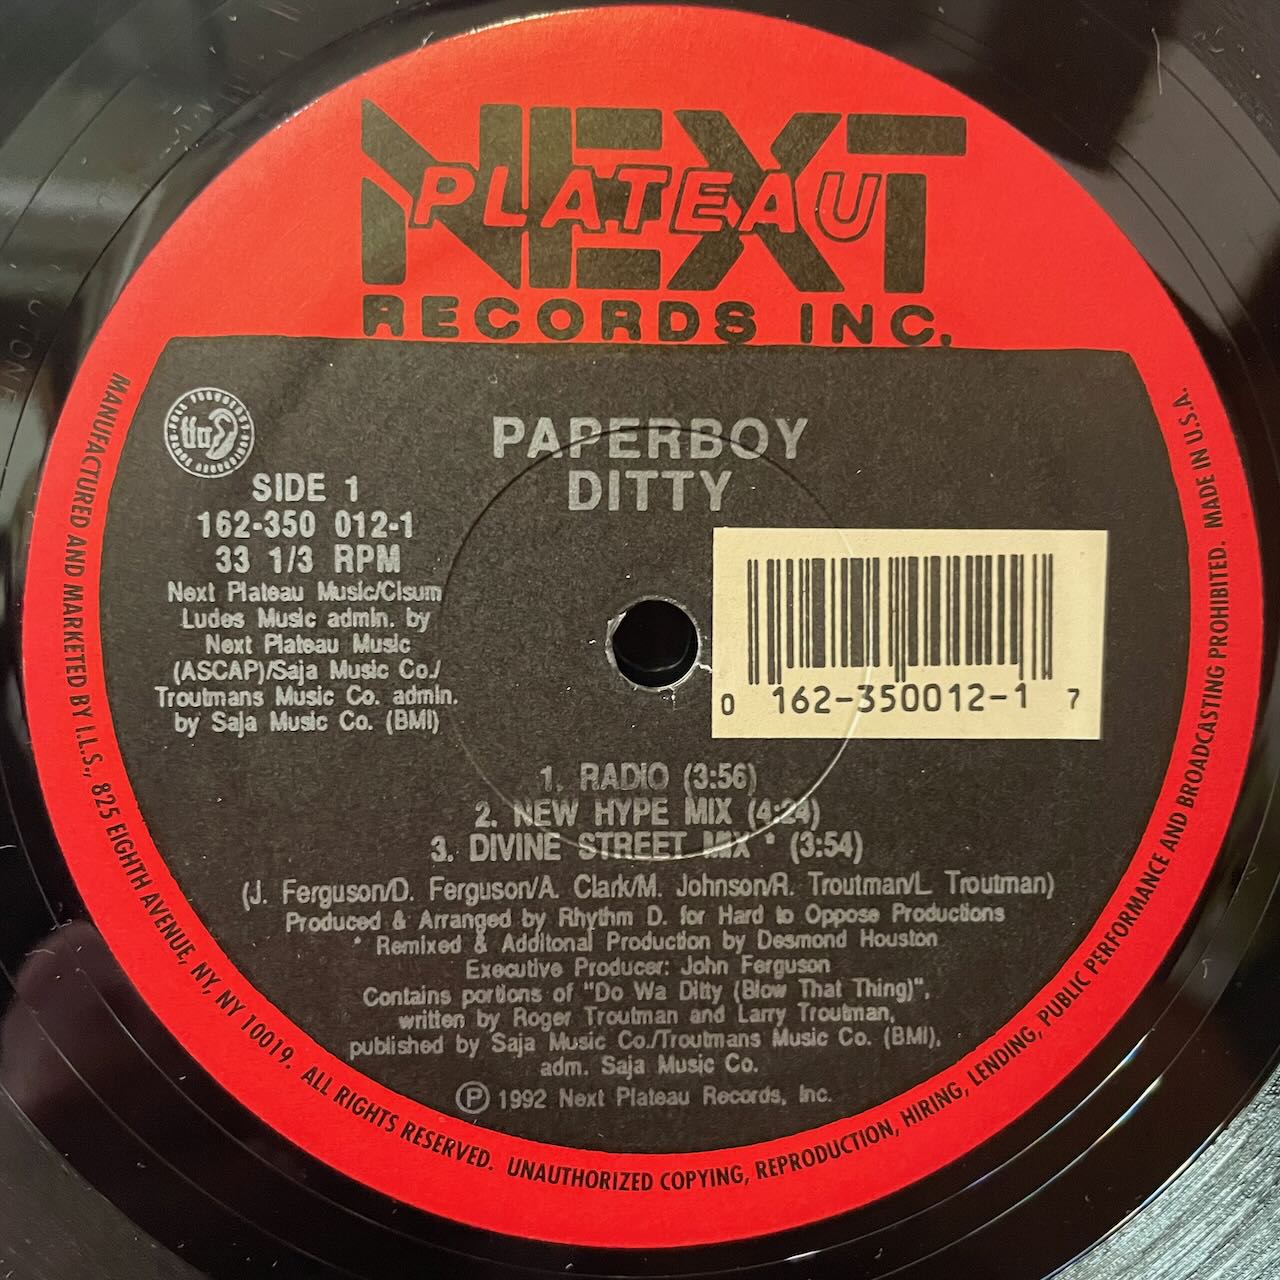 NEXT
PLATEAU
RECORDS INC.
PAPERBOY
DITTY
ffrr
SIDE 1
162-350 012-1
33 1/3 RPM
Next Plateau Music/Cisum
Ludes Music admin. by
Next Plateau Music
(ASCAP)/Saja Music Co./
Troutmans Music Co. admin.
by Saja Music Co. (BMI)
0 162-350012-1 7
1. RADIO (3:56)
2. NEW HYPE MIX (4:24)
3. DIVINE STREET MIX * (3:54)
(J. Ferguson/D. Ferguson/A. Clark/M. Johnson/R. Troutman/L. Troutman)
Produced & Arranged by Rhythm D. for Hard to Oppose Productions
* Remixed & Additonal Production by Desmond Houston
Executive Producer: John Ferguson
Contains portions of "Do Wa Ditty (Blow That Thing)",
written by Roger Troutman and Larry Troutman,
published by Saja Music Co./Troutmans Music Co. (BMI),
adm. Saja Music Co.
℗ 1992 Next Plateau Records, Inc.
MANUFACTURED AND MARKETED BY I.L.S., 825 EIGHTH AVENUE, NY, NY 10019. ALL RIGHTS RESERVED. UNAUTHORIZED COPYING, REPRODUCTION, HIRING, LENDING, PUBLIC PERFORMANCE AND BROADCASTING PROHIBITED. MADE IN U.S.A.